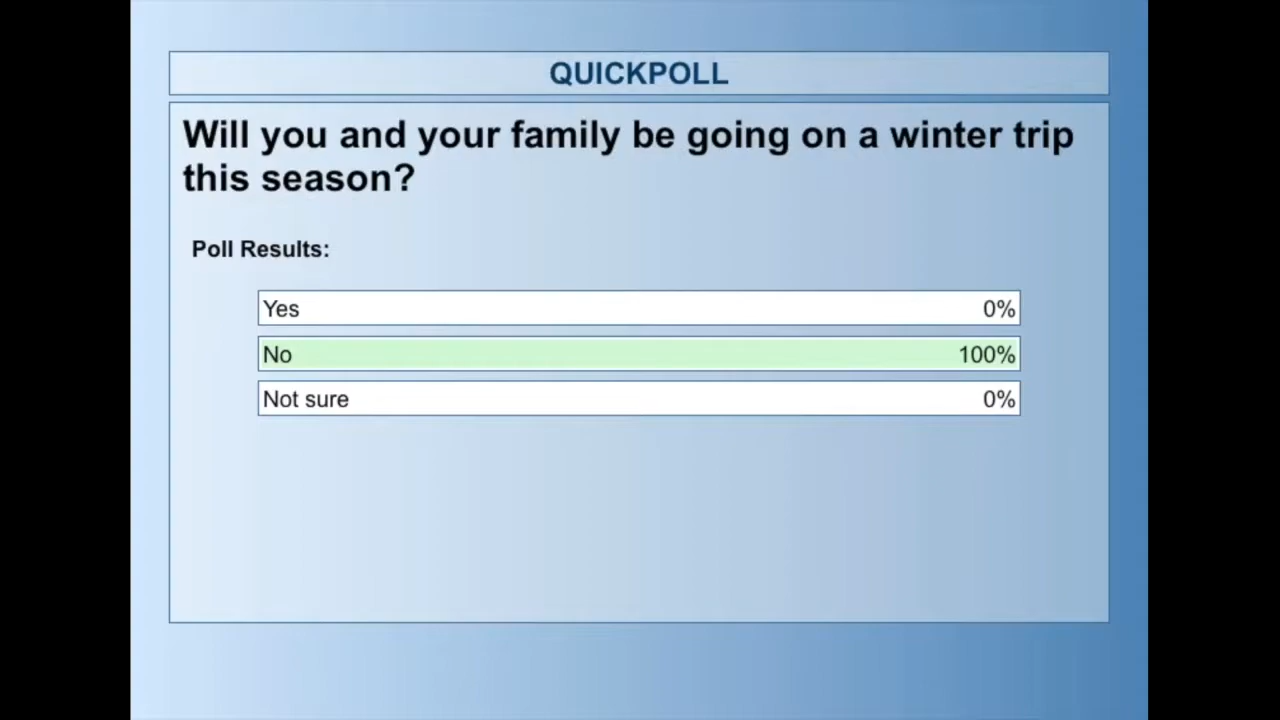 QUICKPOLL
Will you and your family be going on a winter trip
this season?
Poll Results:
Yes 0%
No 100%
Not sure 0%